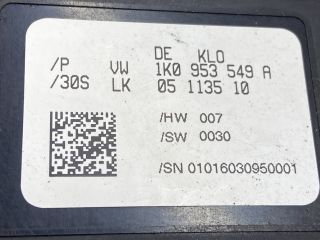 DE KLO
/P VW 1K0 953 549 A
/30S LK 05 1135 10
/HW 007
/SW 0030
/SN 01016030950001